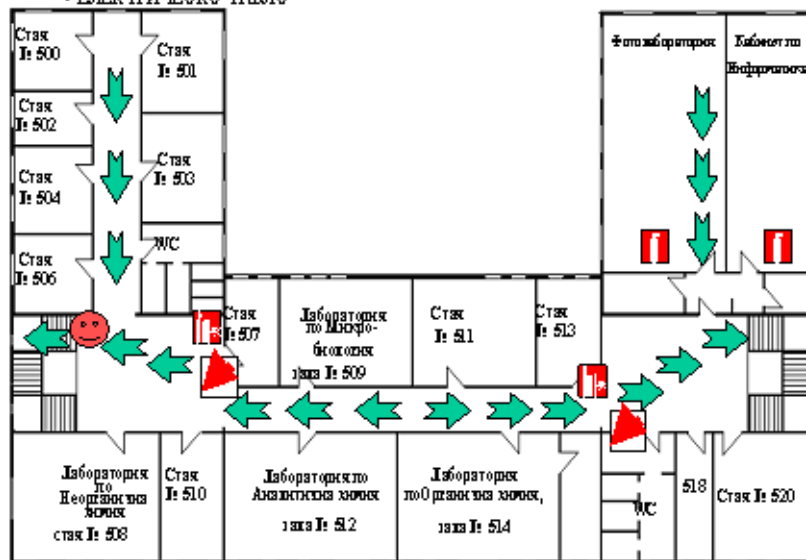 Стая
№ 500
Стая
№ 501
Стая
№ 502
Стая
№ 503
Стая
№ 504
Стая
№ 506
WC
Фотолаборатория
Кабинет по
Стая
№ 507
Лаборатория
по Микро-
биология
зала № 509
Стая
№ 511
Стая
№ 513
Лаборатория
по
Неорганична
химия
стая № 508
Стая
№ 510
Лаборатория по
Аналитична химия
зала № 512
Лаборатория
по Органична химия,
зала № 514
WC
518
Стая № 520